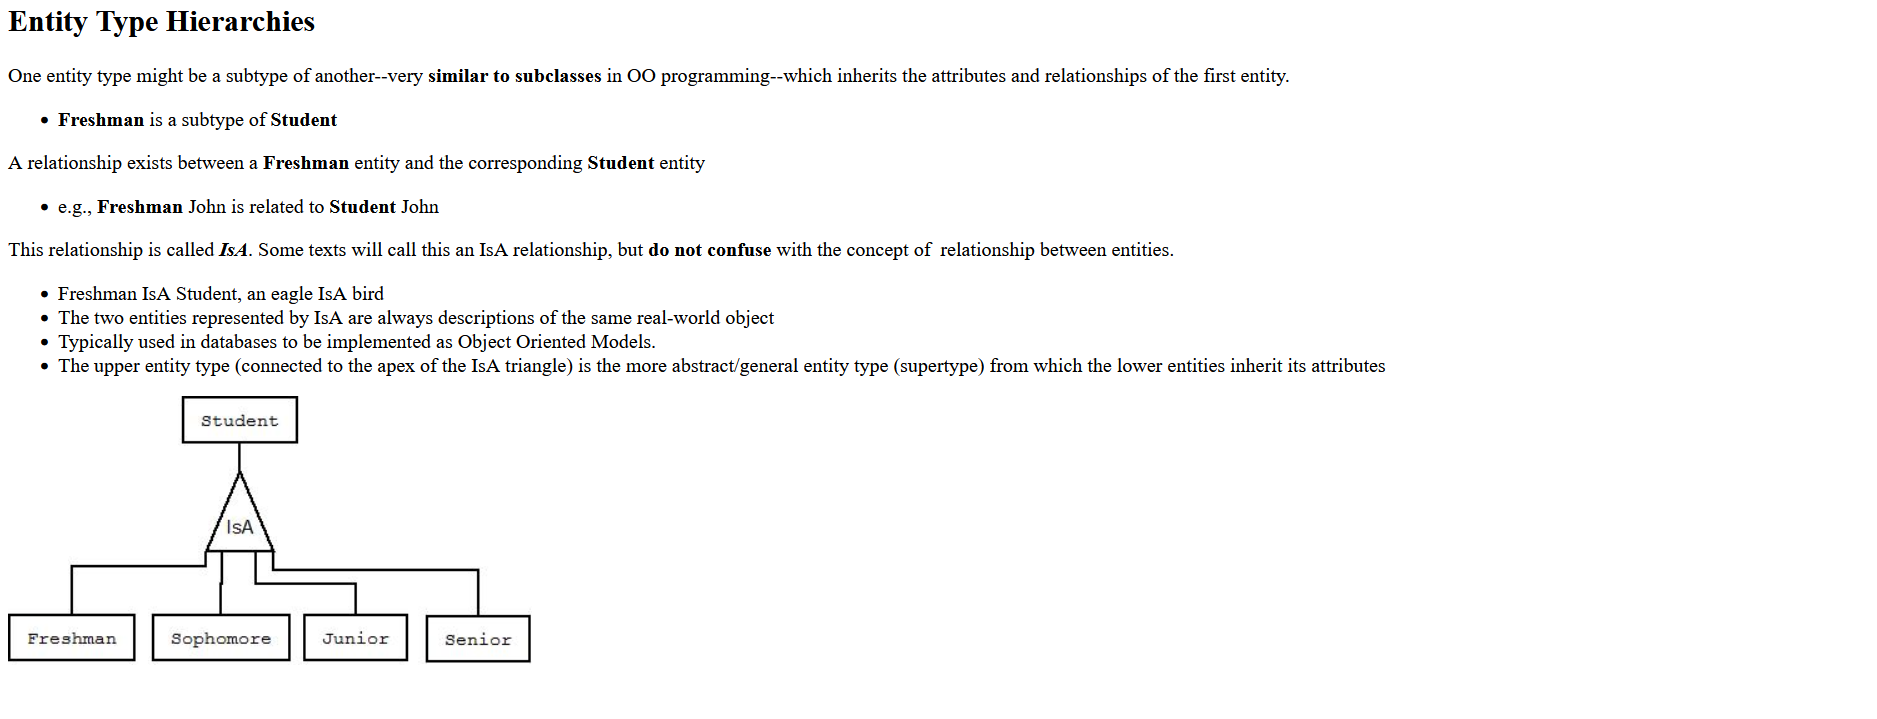 Entity Type Hierarchies
One entity type might be a subtype of another--very similar to subclasses in OO programming--which inherits the attributes and relationships of the first entity.
• Freshman is a subtype of Student
A relationship exists between a Freshman entity and the corresponding Student entity
• e.g., Freshman John is related to Student John
This relationship is called IsA. Some texts will call this an IsA relationship, but do not confuse with the concept of relationship between entities.
• Freshman IsA Student, an eagle IsA bird
• The two entities represented by IsA are always descriptions of the same real-world object
• Typically used in databases to be implemented as Object Oriented Models.
• The upper entity type (connected to the apex of the IsA triangle) is the more abstract/general entity type (supertype) from which the lower entities inherit its attributes
Student
IsA
Freshman
Sophomore
Junior
Senior